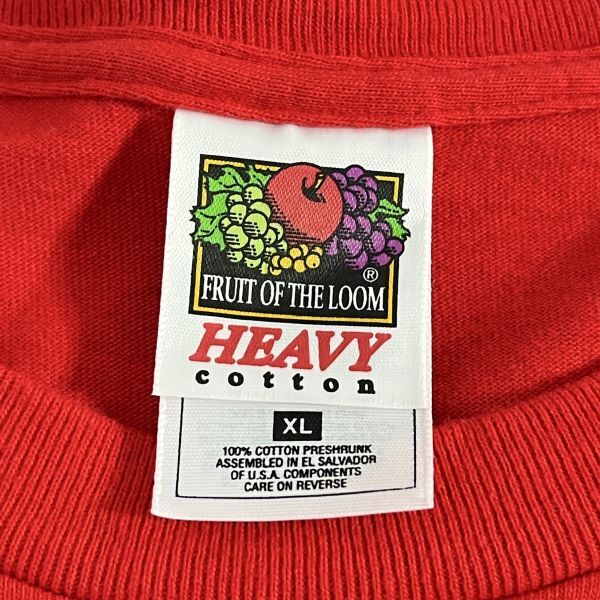 ®
FRUIT OF THE LOOM
HEAVY
cotton
XL
100% COTTON PRESHRUNK
ASSEMBLED IN EL SALVADOR
OF U.S.A. COMPONENTS
CARE ON REVERSE